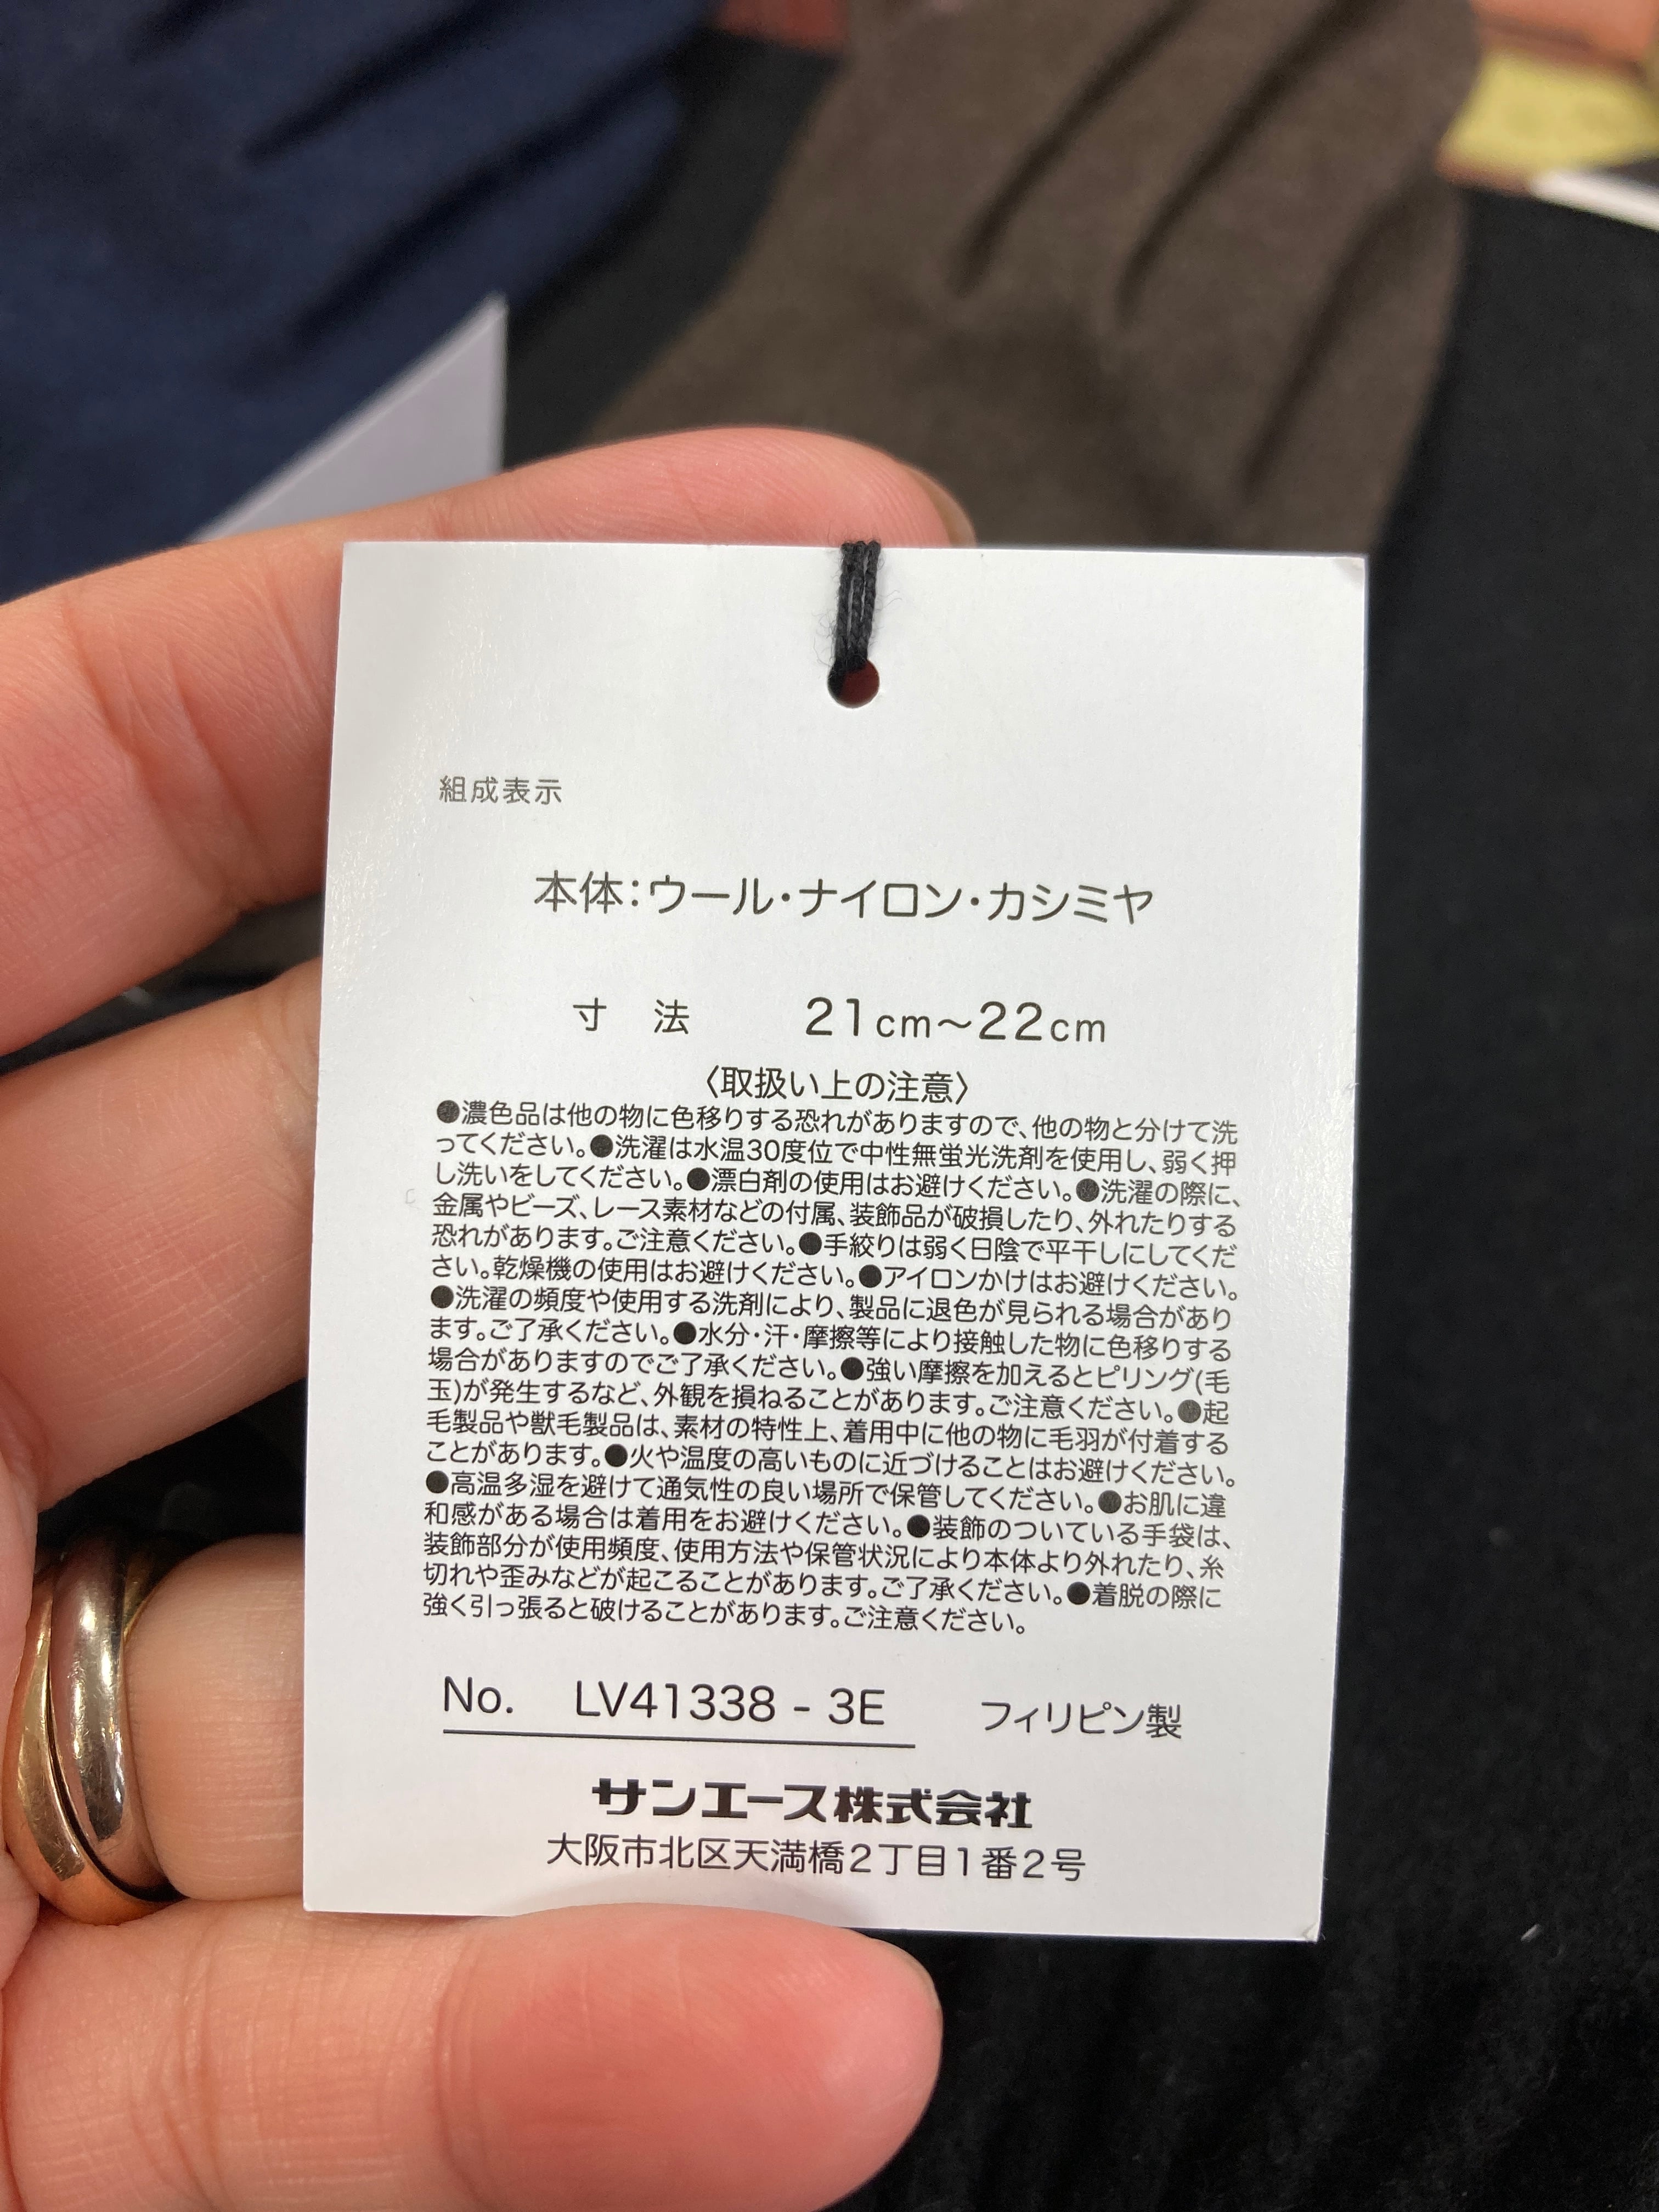 組成表示
本体：ウール・ナイロン・カシミヤ
寸　法　21cm～22cm
〈取扱い上の注意〉
●濃色品は他の物に色移りする恐れがありますので、他の物と分けて洗
ってください。●洗濯は水温30度位で中性無蛍光洗剤を使用し、弱く押
し洗いをしてください。●漂白剤の使用はお避けください。●洗濯の際に、
金属やビーズ、レース素材などの付属、装飾品が破損したり、外れたりする
恐れがあります。ご注意ください。●手絞りは弱く日陰で平干しにしてくだ
さい。乾燥機の使用はお避けください。●アイロンかけはお避けください。
●洗濯の頻度や使用する洗剤により、製品に退色が見られる場合があり
ます。ご了承ください。●水分・汗・摩擦等により接触した物に色移りする
場合がありますのでご了承ください。●強い摩擦を加えるとピリング(毛
玉)が発生するなど、外観を損ねることがあります。ご注意ください。●起
毛製品や獣毛製品は、素材の特性上、着用中に他の物に毛羽が付着する
ことがあります。●火や温度の高いものに近づけることはお避けください。
●高温多湿を避けて通気性の良い場所で保管してください。●お肌に違
和感がある場合は着用をお避けください。●装飾のついている手袋は、
装飾部分が使用頻度、使用方法や保管状況により本体より外れたり、糸
切れや歪みなどが起こることがあります。ご了承ください。●着脱の際に
強く引っ張ると破けることがあります。ご注意ください。
No.　LV41338 - 3E　フィリピン製
サンエース株式会社
大阪市北区天満橋2丁目1番2号